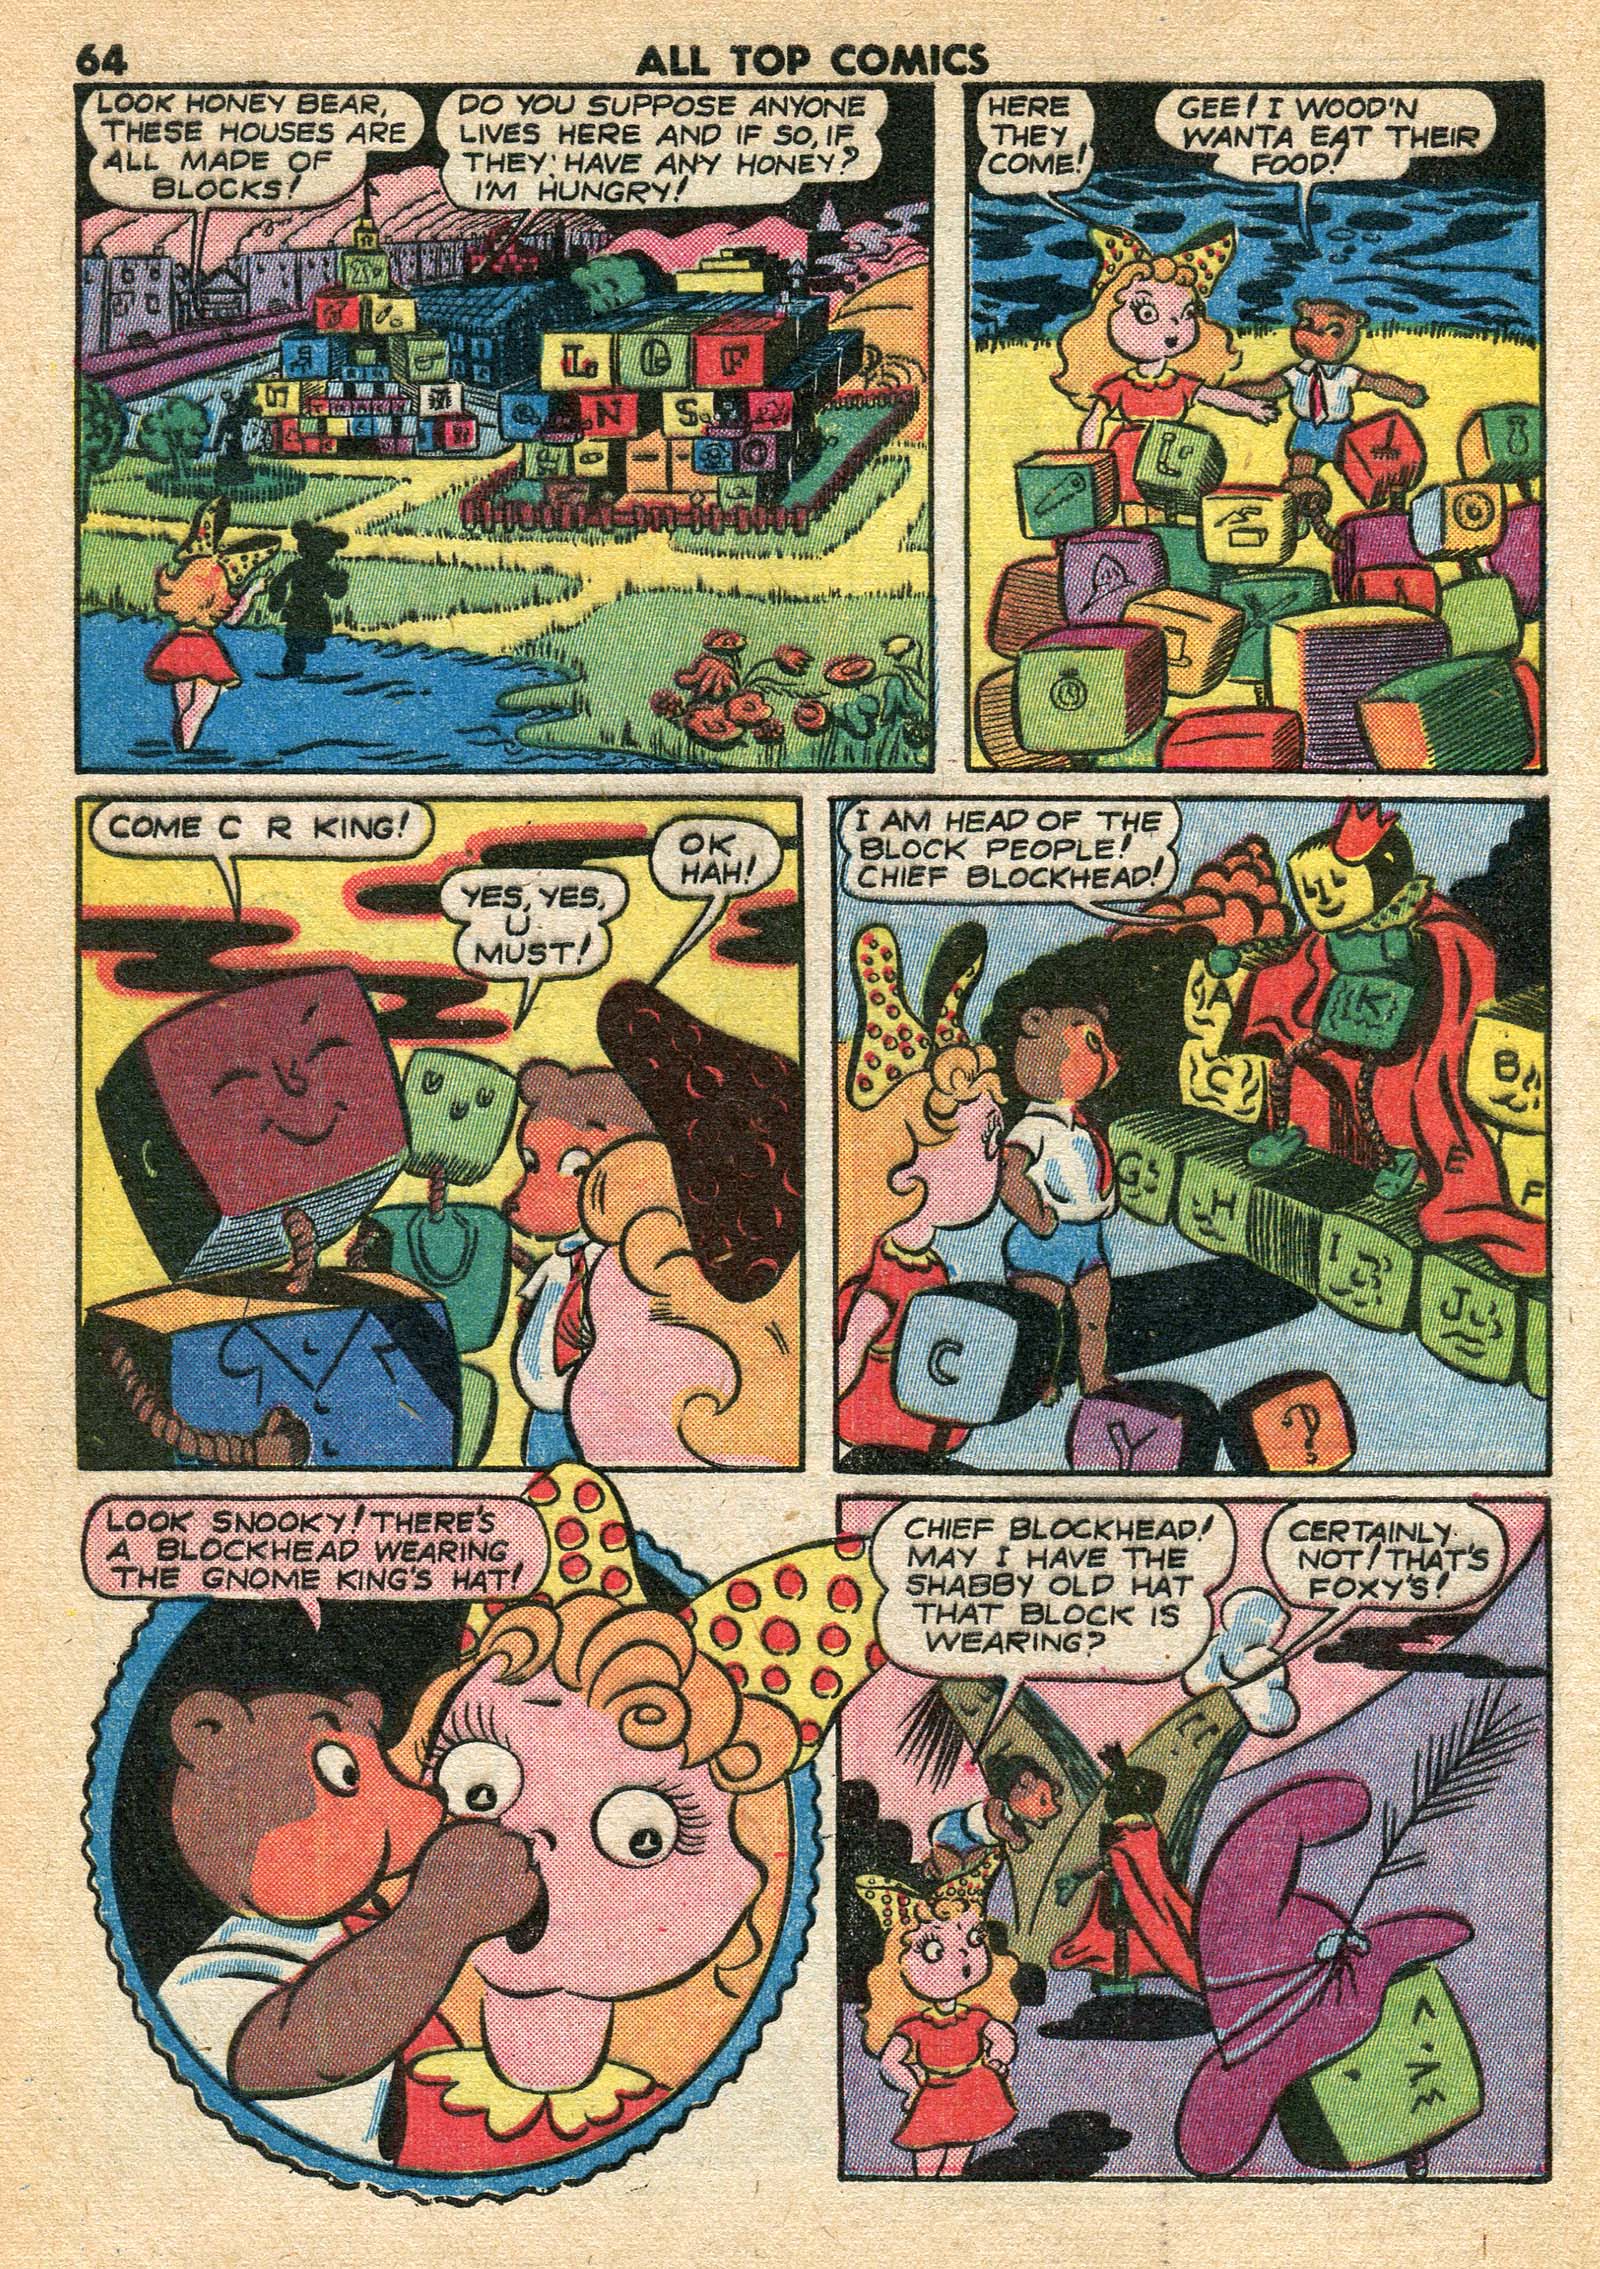 64
ALL TOP COMICS
LOOK HONEY BEAR,
THESE HOUSES ARE
ALL MADE OF
BLOCKS!
DO YOU SUPPOSE ANYONE
LIVES HERE AND IF SO, IF
THEY HAVE ANY HONEY?
I'M HUNGRY!
L G F
N S
O
HERE
THEY
COME!
GEE! I WOOD'N
WANTA EAT THEIR
FOOD!
COME C R KING!
YES, YES,
U
MUST!
OK
HAH!
I AM HEAD OF THE
BLOCK PEOPLE!
CHIEF BLOCKHEAD!
A
K
C
B
G
H
E
F
I
J
C
Y
?
LOOK SNOOKY! THERE'S
A BLOCKHEAD WEARING
THE GNOME KING'S HAT!
CHIEF BLOCKHEAD!
MAY I HAVE THE
SHABBY OLD HAT
THAT BLOCK IS
WEARING?
CERTAINLY
NOT! THAT'S
FOXY'S!